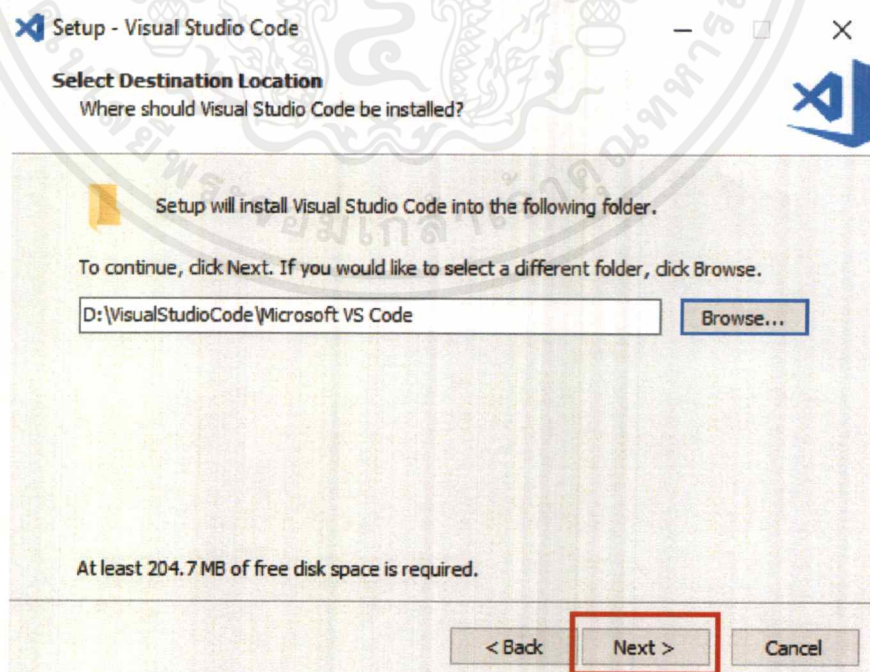 Setup - Visual Studio Code
Select Destination Location
Where should Visual Studio Code be installed?
Setup will install Visual Studio Code into the following folder.
To continue, click Next. If you would like to select a different folder, click Browse.
D:\VisualStudioCode\Microsoft VS Code
Browse...
At least 204.7 MB of free disk space is required.
< Back
Next >
Cancel